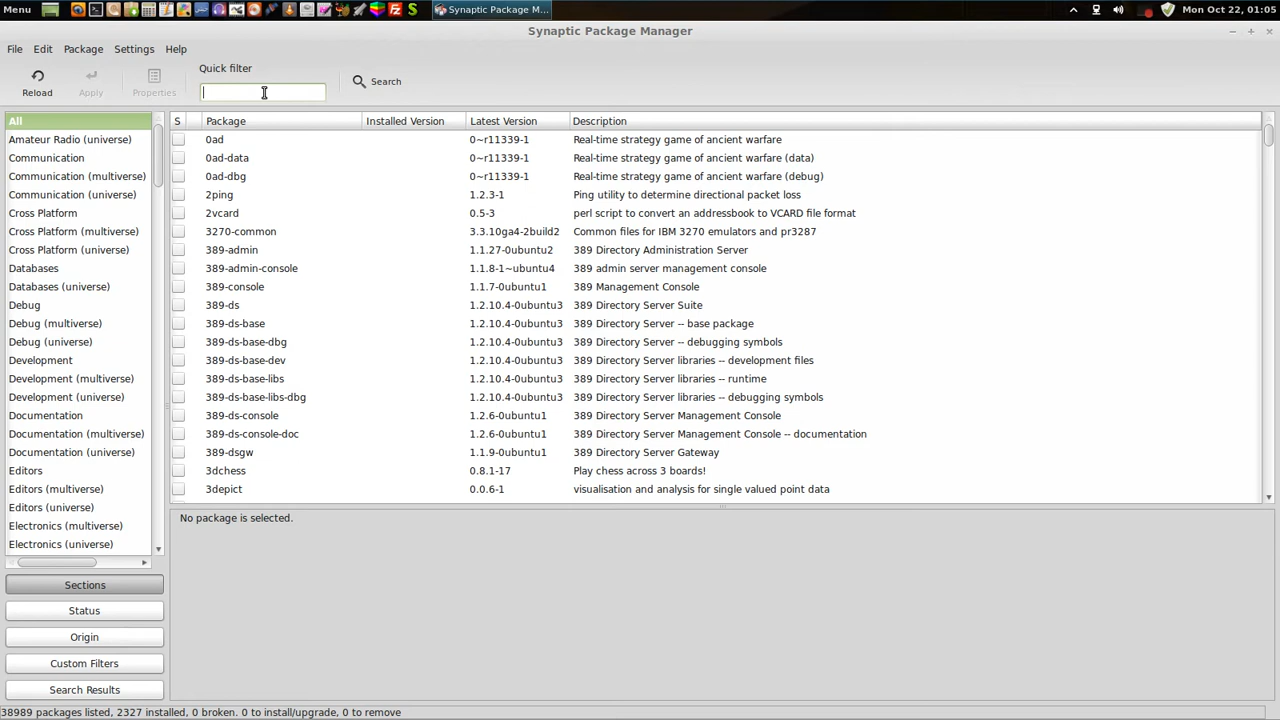 Menu Synaptic Package M... Mon Oct 22, 01:05
Synaptic Package Manager
File Edit Package Settings Help
Quick filter
Reload Apply Properties Search
S Package Installed Version Latest Version Description
All
Amateur Radio (universe)
Communication
Communication (multiverse)
Communication (universe)
Cross Platform
Cross Platform (multiverse)
Cross Platform (universe)
Databases
Databases (universe)
Debug
Debug (multiverse)
Debug (universe)
Development
Development (multiverse)
Development (universe)
Documentation
Documentation (multiverse)
Documentation (universe)
Editors
Editors (multiverse)
Editors (universe)
Electronics (multiverse)
Electronics (universe)
0ad 0~r11339-1 Real-time strategy game of ancient warfare
0ad-data 0~r11339-1 Real-time strategy game of ancient warfare (data)
0ad-dbg 0~r11339-1 Real-time strategy game of ancient warfare (debug)
2ping 1.2.3-1 Ping utility to determine directional packet loss
2vcard 0.5-3 perl script to convert an addressbook to VCARD file format
3270-common 3.3.10ga4-2build2 Common files for IBM 3270 emulators and pr3287
389-admin 1.1.27-0ubuntu2 389 Directory Administration Server
389-admin-console 1.1.8-1~ubuntu4 389 admin server management console
389-console 1.1.7-0ubuntu1 389 Management Console
389-ds 1.2.10.4-0ubuntu3 389 Directory Server Suite
389-ds-base 1.2.10.4-0ubuntu3 389 Directory Server -- base package
389-ds-base-dbg 1.2.10.4-0ubuntu3 389 Directory Server -- debugging symbols
389-ds-base-dev 1.2.10.4-0ubuntu3 389 Directory Server libraries -- development files
389-ds-base-libs 1.2.10.4-0ubuntu3 389 Directory Server libraries -- runtime
389-ds-base-libs-dbg 1.2.10.4-0ubuntu3 389 Directory Server libraries -- debugging symbols
389-ds-console 1.2.6-0ubuntu1 389 Directory Server Management Console
389-ds-console-doc 1.2.6-0ubuntu1 389 Directory Server Management Console -- documentation
389-dsgw 1.1.9-0ubuntu1 389 Directory Server Gateway
3dchess 0.8.1-17 Play chess across 3 boards!
3depict 0.0.6-1 visualisation and analysis for single valued point data
No package is selected.
Sections
Status
Origin
Custom Filters
Search Results
38989 packages listed, 2327 installed, 0 broken. 0 to install/upgrade, 0 to remove